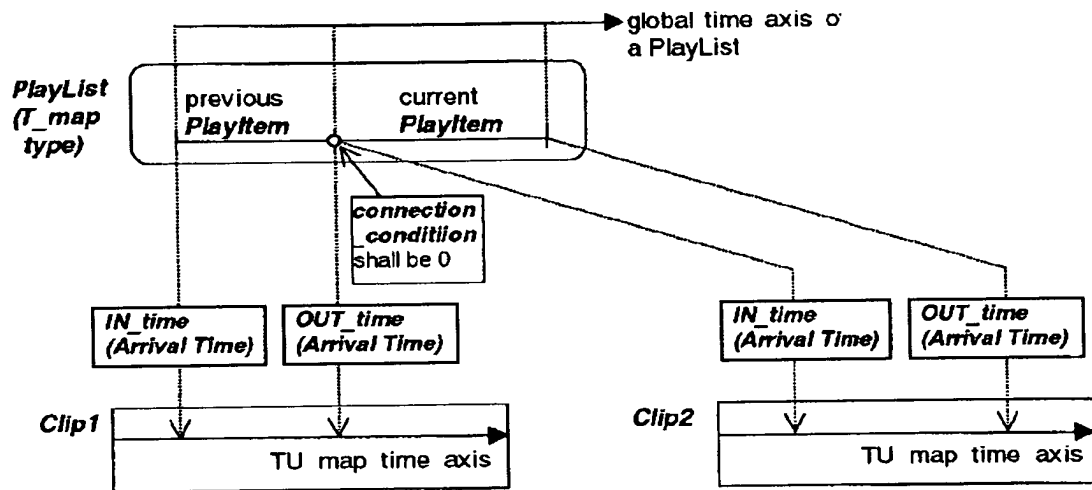 global time axis o
a PlayList
PlayList
(T_map
type)
previous
PlayItem
current
PlayItem
connection
_conditiion
shall be 0
IN_time
(Arrival Time)
OUT_time
(Arrival Time)
IN_time
(Arrival Time)
OUT_time
(Arrival Time)
Clip1
TU map time axis
Clip2
TU map time axis